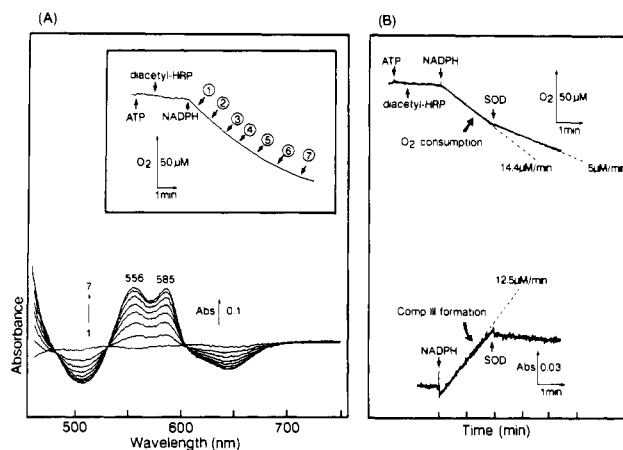 (A)
diacetyl-HRP
ATP
NADPH
① ② ③ ④ ⑤ ⑥ ⑦
O2 50μM
1min
7
1
556 585
Abs 0.1
Absorbance
500 600 700
Wavelength (nm)
(B)
ATP NADPH
diacetyl-HRP
SOD
O2 50μM
1min
O2 consumption
14.4μM/min
5μM/min
12.5μM/min
Comp III formation
NADPH
SOD
Abs 0.03
1min
Time (min)